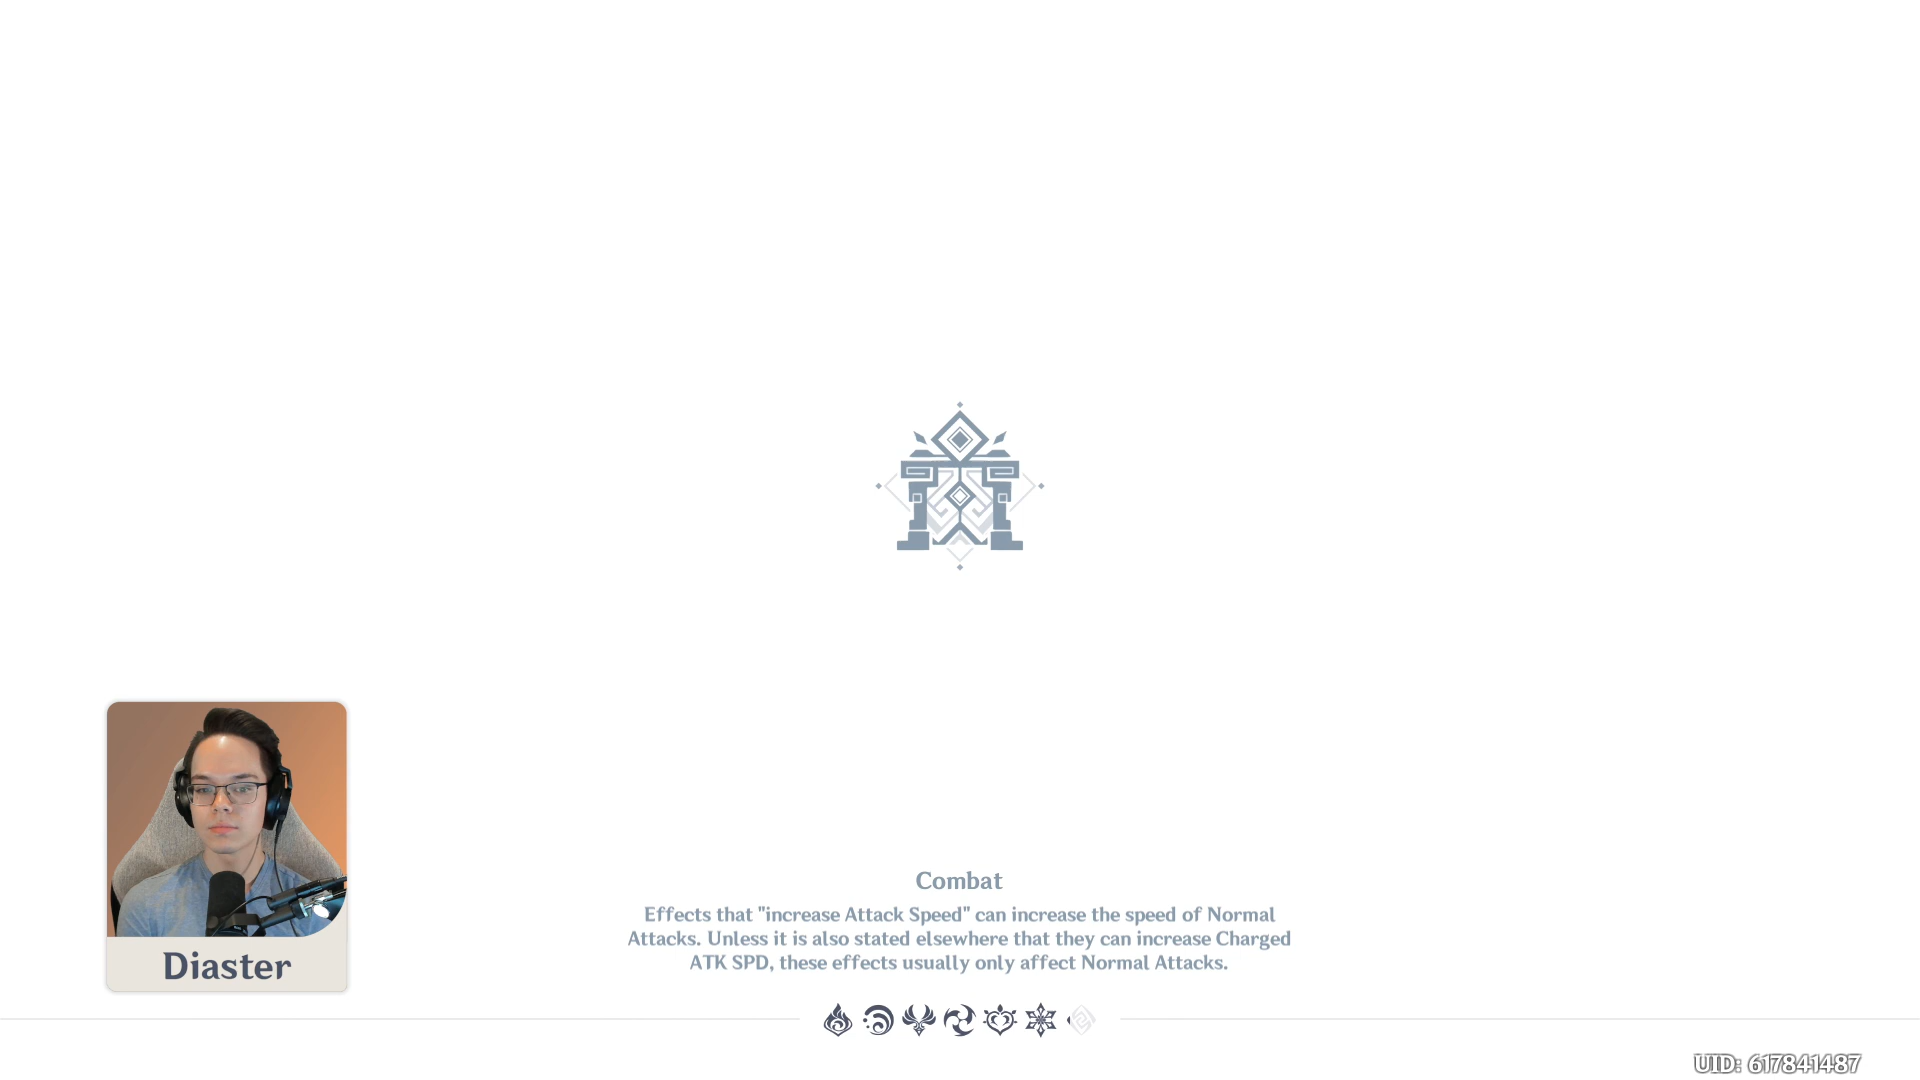 Combat
Effects that "increase Attack Speed" can increase the speed of Normal
Attacks. Unless it is also stated elsewhere that they can increase Charged
ATK SPD, these effects usually only affect Normal Attacks.
Diaster
UID: 617841487